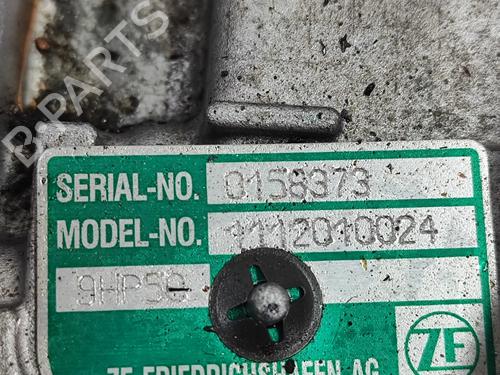 B-PARTS
SERIAL-NO. 0158373
MODEL-NO. 1112010024
9HP50
ZF
ZF FRIEDRICHSHAFEN AG